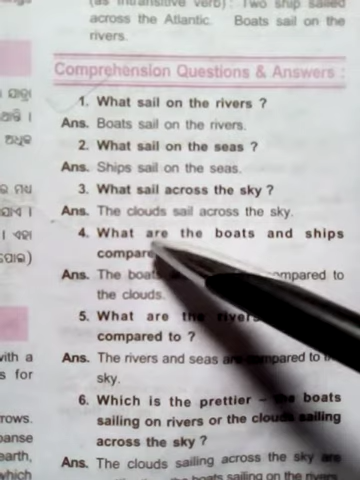 (as intransitive verb) : Two ship sailed
across the Atlantic. Boats sail on the
rivers.
Comprehension Questions & Answers :
1. What sail on the rivers ?
Ans. Boats sail on the rivers.
2. What sail on the seas ?
Ans. Ships sail on the seas.
3. What sail across the sky ?
Ans. The clouds sail across the sky.
4. What are the boats and ships
compare
Ans. The boats compared to
the clouds.
5. What are the rivers
compared to ?
Ans. The rivers and seas are compared to
sky.
6. Which is the prettier – the boats
sailing on rivers or the clouds sailing
across the sky ?
Ans. The clouds sailing across the sky are
the boats sailing on the rivers
with a
s for
rows.
earth,
which